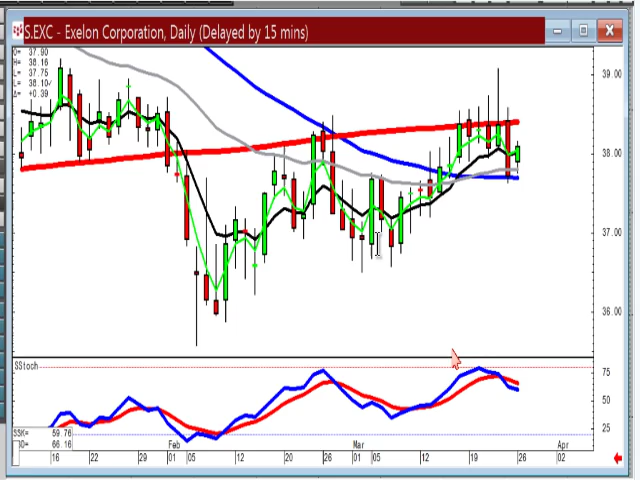 S.EXC - Exelon Corporation, Daily (Delayed by 15 mins)
O= 37.90
H= 38.16
L= 37.75
L= 38.10
Δ= +0.39
39.00
38.00
37.00
36.00
SStoch
75
50
25
SSK= 59.76
D= 66.16
Feb Mar Apr
16 22 29 01 05 12 20 26 01 05 12 19 26 02